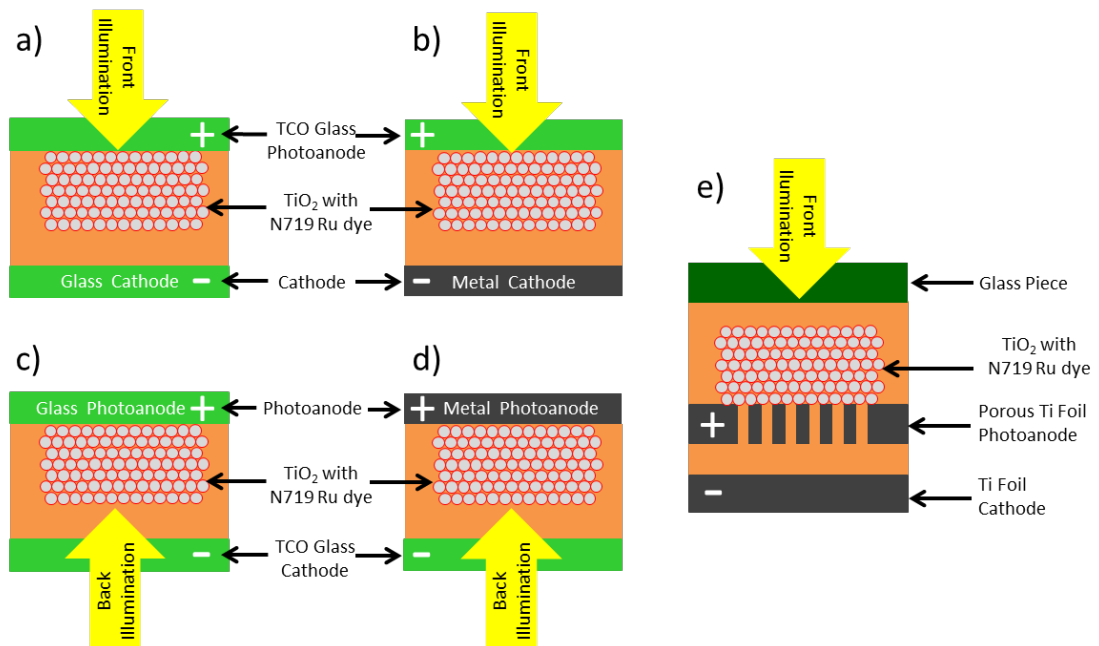 a)
Front
Illumination
+
TCO Glass
Photoanode
TiO₂ with
N719 Ru dye
Glass Cathode -
Cathode
b)
Front
Illumination
+
- Metal Cathode
c)
Glass Photoanode +
Photoanode
TiO₂ with
N719 Ru dye
-
TCO Glass
Cathode
Back
Illumination
d)
+ Metal Photoanode
-
Back
Illumination
e)
Front
Illumination
Glass Piece
TiO₂ with
N719 Ru dye
+
Porous Ti Foil
Photoanode
-
Ti Foil
Cathode